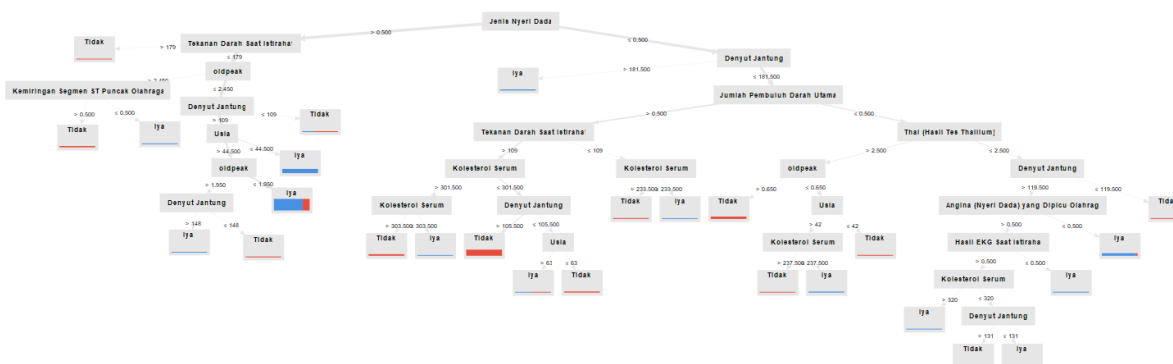 Jenis Nyeri Dada
> 0.500
≤ 0.500
Tekanan Darah Saat Istirahat
> 179
Tidak
≤ 179
oldpeak
> 2.450
Kemiringan Segmen ST Puncak Olahraga
> 0.500
Tidak
≤ 0.500
Iya
≤ 2.450
Denyut Jantung
> 109
≤ 109
Tidak
Usia
> 44.500
≤ 44.500
Iya
oldpeak
> 1.950
≤ 1.950
Iya
Denyut Jantung
> 148
Iya
≤ 148
Tidak
Denyut Jantung
> 181.500
Iya
≤ 181.500
Jumlah Pembuluh Darah Utama
> 0.500
≤ 0.500
Tekanan Darah Saat Istirahat
> 109
≤ 109
Kolesterol Serum
> 301.500
≤ 301.500
Kolesterol Serum
> 303.500
≤ 303.500
Tidak
Iya
Denyut Jantung
> 105.500
≤ 105.500
Tidak
Usia
> 63
≤ 63
Iya
Tidak
Kolesterol Serum
> 233.500
≤ 233.500
Tidak
Iya
Thal (Hasil Tes Thallium)
> 2.500
≤ 2.500
oldpeak
> 0.650
≤ 0.650
Tidak
Usia
> 42
≤ 42
Kolesterol Serum
Tidak
> 237.500
≤ 237.500
Tidak
Iya
Denyut Jantung
> 119.500
≤ 119.500
Tidak
Angina (Nyeri Dada) yang Dipicu Olahrag
> 0.500
≤ 0.500
Iya
Hasil EKG Saat Istiraha
> 0.500
≤ 0.500
Iya
Kolesterol Serum
> 320
≤ 320
Iya
Denyut Jantung
> 131
≤ 131
Tidak
Iya